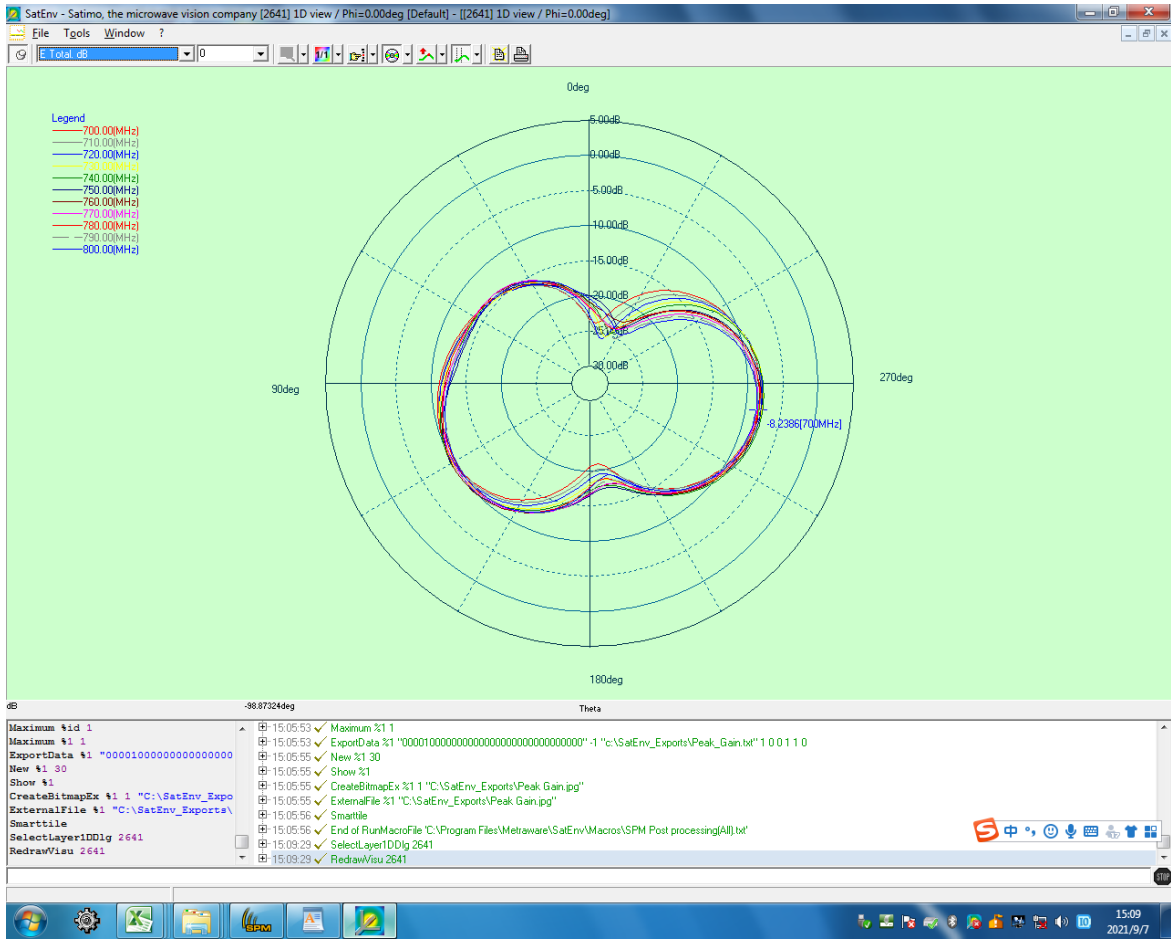 SatEnv - Satimo, the microwave vision company [2641] 1D view / Phi=0.00deg [Default] - [[2641] 1D view / Phi=0.00deg]
File Tools Window ?
E Total. dB 0 1/1
0deg
Legend
700.00(MHz)
710.00(MHz)
720.00(MHz)
740.00(MHz)
750.00(MHz)
760.00(MHz)
770.00(MHz)
780.00(MHz)
790.00(MHz)
800.00(MHz)
5.00dB
0.00dB
-5.00dB
-10.00dB
-15.00dB
-20.00dB
-30.00dB
90deg
270deg
-8.2386[700MHz]
180deg
dB -98.87324deg Theta
Maximum %id 1
Maximum %1 1
ExportData %1 "00001000000000000000
New %1 30
Show %1
CreateBitmapEx %1 1 "C:\SatEnv_Expo
ExternalFile %1 "C:\SatEnv_Exports\
Smarttile
SelectLayer1DDlg 2641
RedrawVisu 2641
15:05:53 Maximum %1 1
15:05:53 ExportData %1 "00001000000000000000000000000000" -1 "c:\SatEnv_Exports\Peak_Gain.txt" 1 0 0 1 1 0
15:05:55 New %1 30
15:05:55 Show %1
15:05:55 CreateBitmapEx %1 1 "C:\SatEnv_Exports\Peak Gain.jpg"
15:05:55 ExternalFile %1 "C:\SatEnv_Exports\Peak Gain.jpg"
15:05:56 Smarttile
15:05:56 End of RunMacroFile 'C:\Program Files\Metraware\SatEnv\Macros\SPM Post processing(All).txt'
15:09:29 SelectLayer1DDlg 2641
15:09:29 RedrawVisu 2641
中
STOP
SPM
15:09
2021/9/7